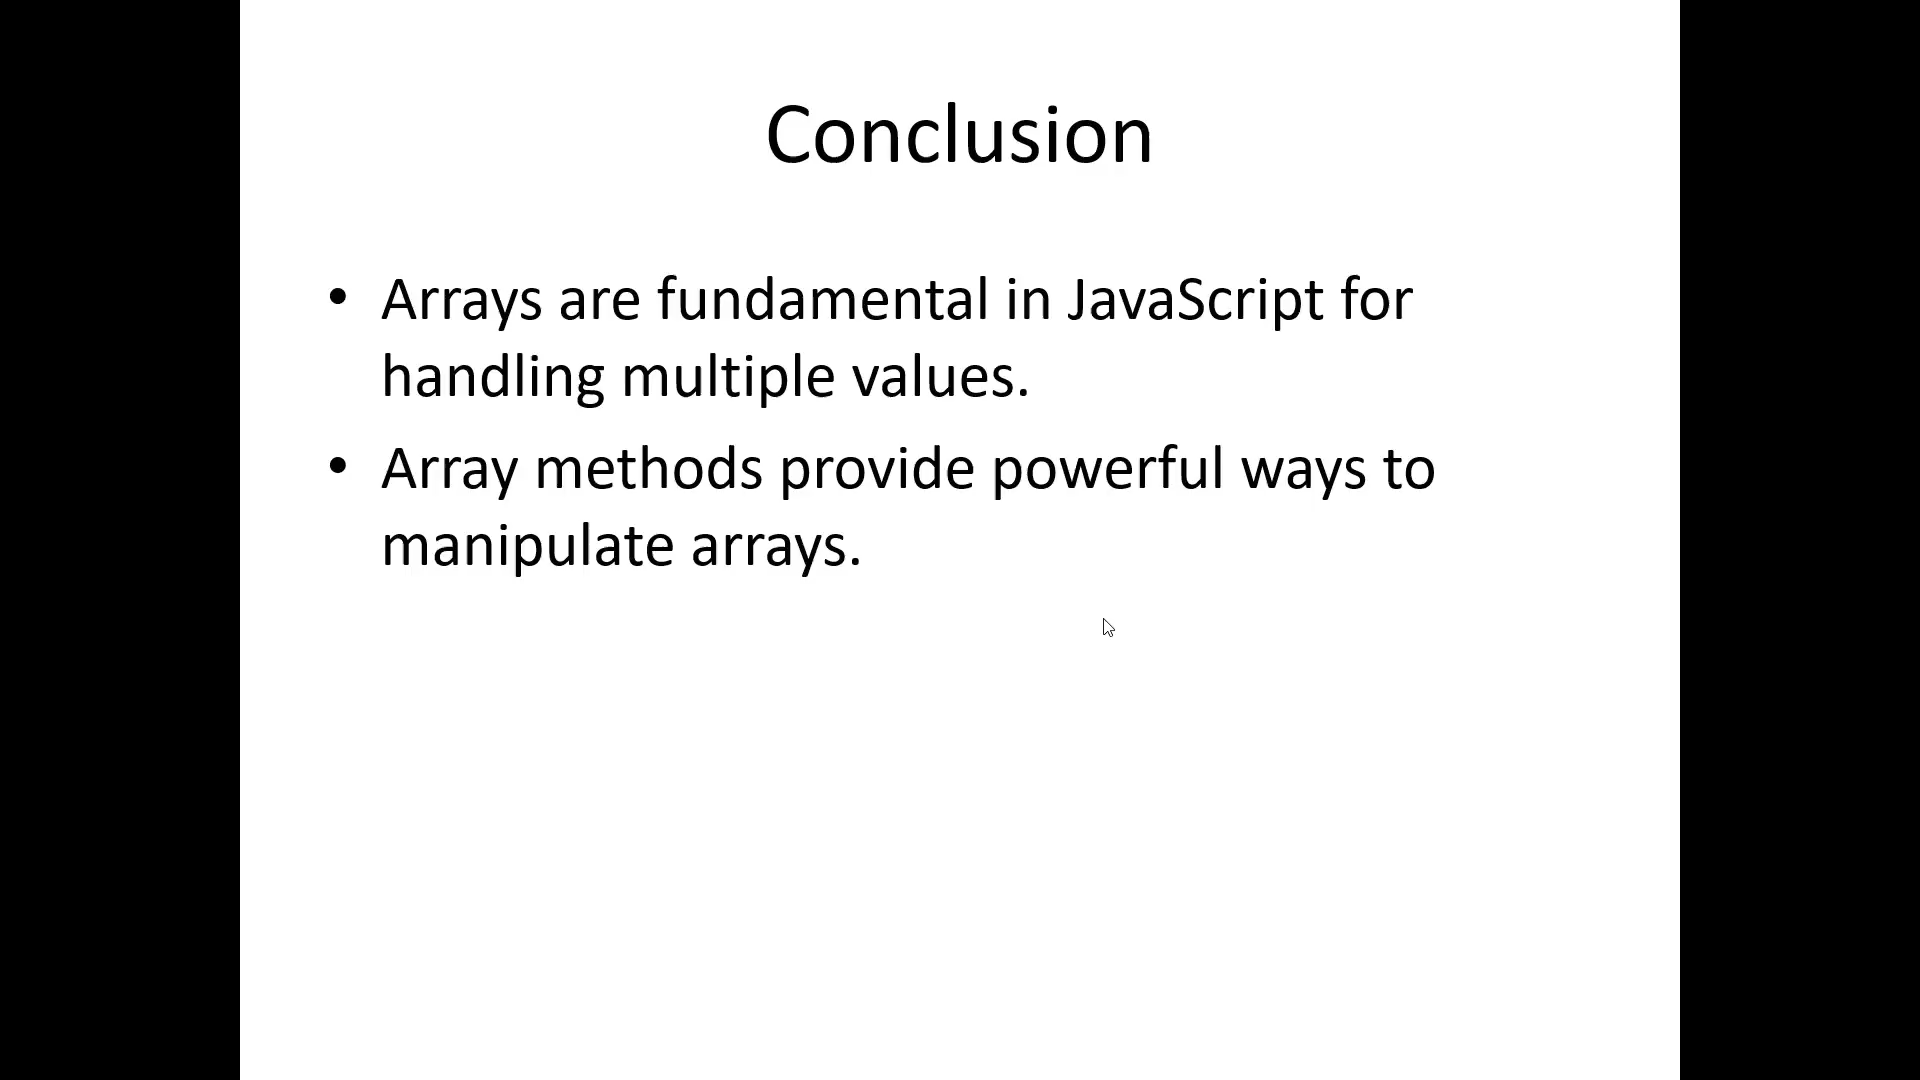 Conclusion
• Arrays are fundamental in JavaScript for
handling multiple values.
• Array methods provide powerful ways to
manipulate arrays.